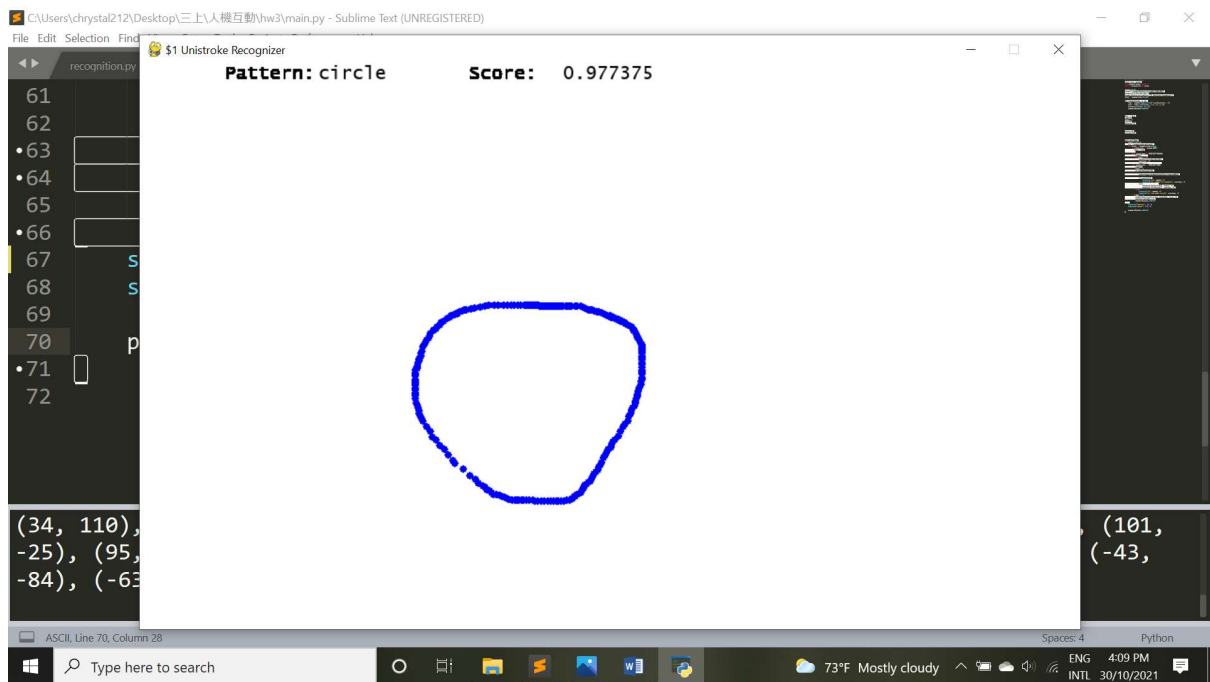 C:\Users\chrystal212\Desktop\三上\人機互動\hw3\main.py - Sublime Text (UNREGISTERED)
File Edit Selection Find
$1 Unistroke Recognizer
recognition.py
Pattern: circle Score: 0.977375
61
62
63
64
65
66
67 s
68 s
69
70 p
71
72
(34, 110), , (101,
-25), (95, (-43,
-84), (-63
ASCII, Line 70, Column 28 Spaces: 4 Python
Type here to search 73°F Mostly cloudy ENG 4:09 PM
INTL 30/10/2021